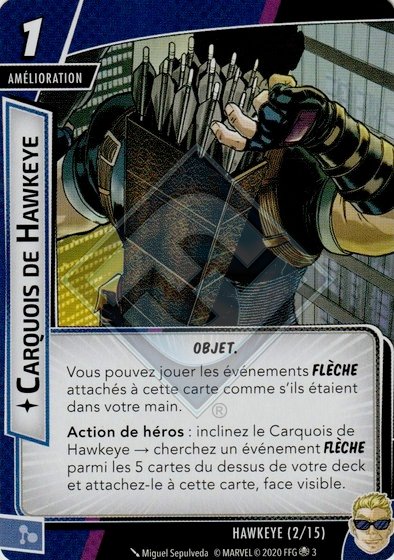 1
AMÉLIORATION
CARQUOIS DE HAWKEYE
OBJET.
Vous pouvez jouer les événements FLÈCHE
attachés à cette carte comme s'ils étaient
dans votre main.
Action de héros : inclinez le Carquois de
Hawkeye → cherchez un événement FLÈCHE
parmi les 5 cartes du dessus de votre deck
et attachez-le à cette carte, face visible.
®
HAWKEYE (2/15)
Miguel Sepulveda © MARVEL © 2020 FFG 3